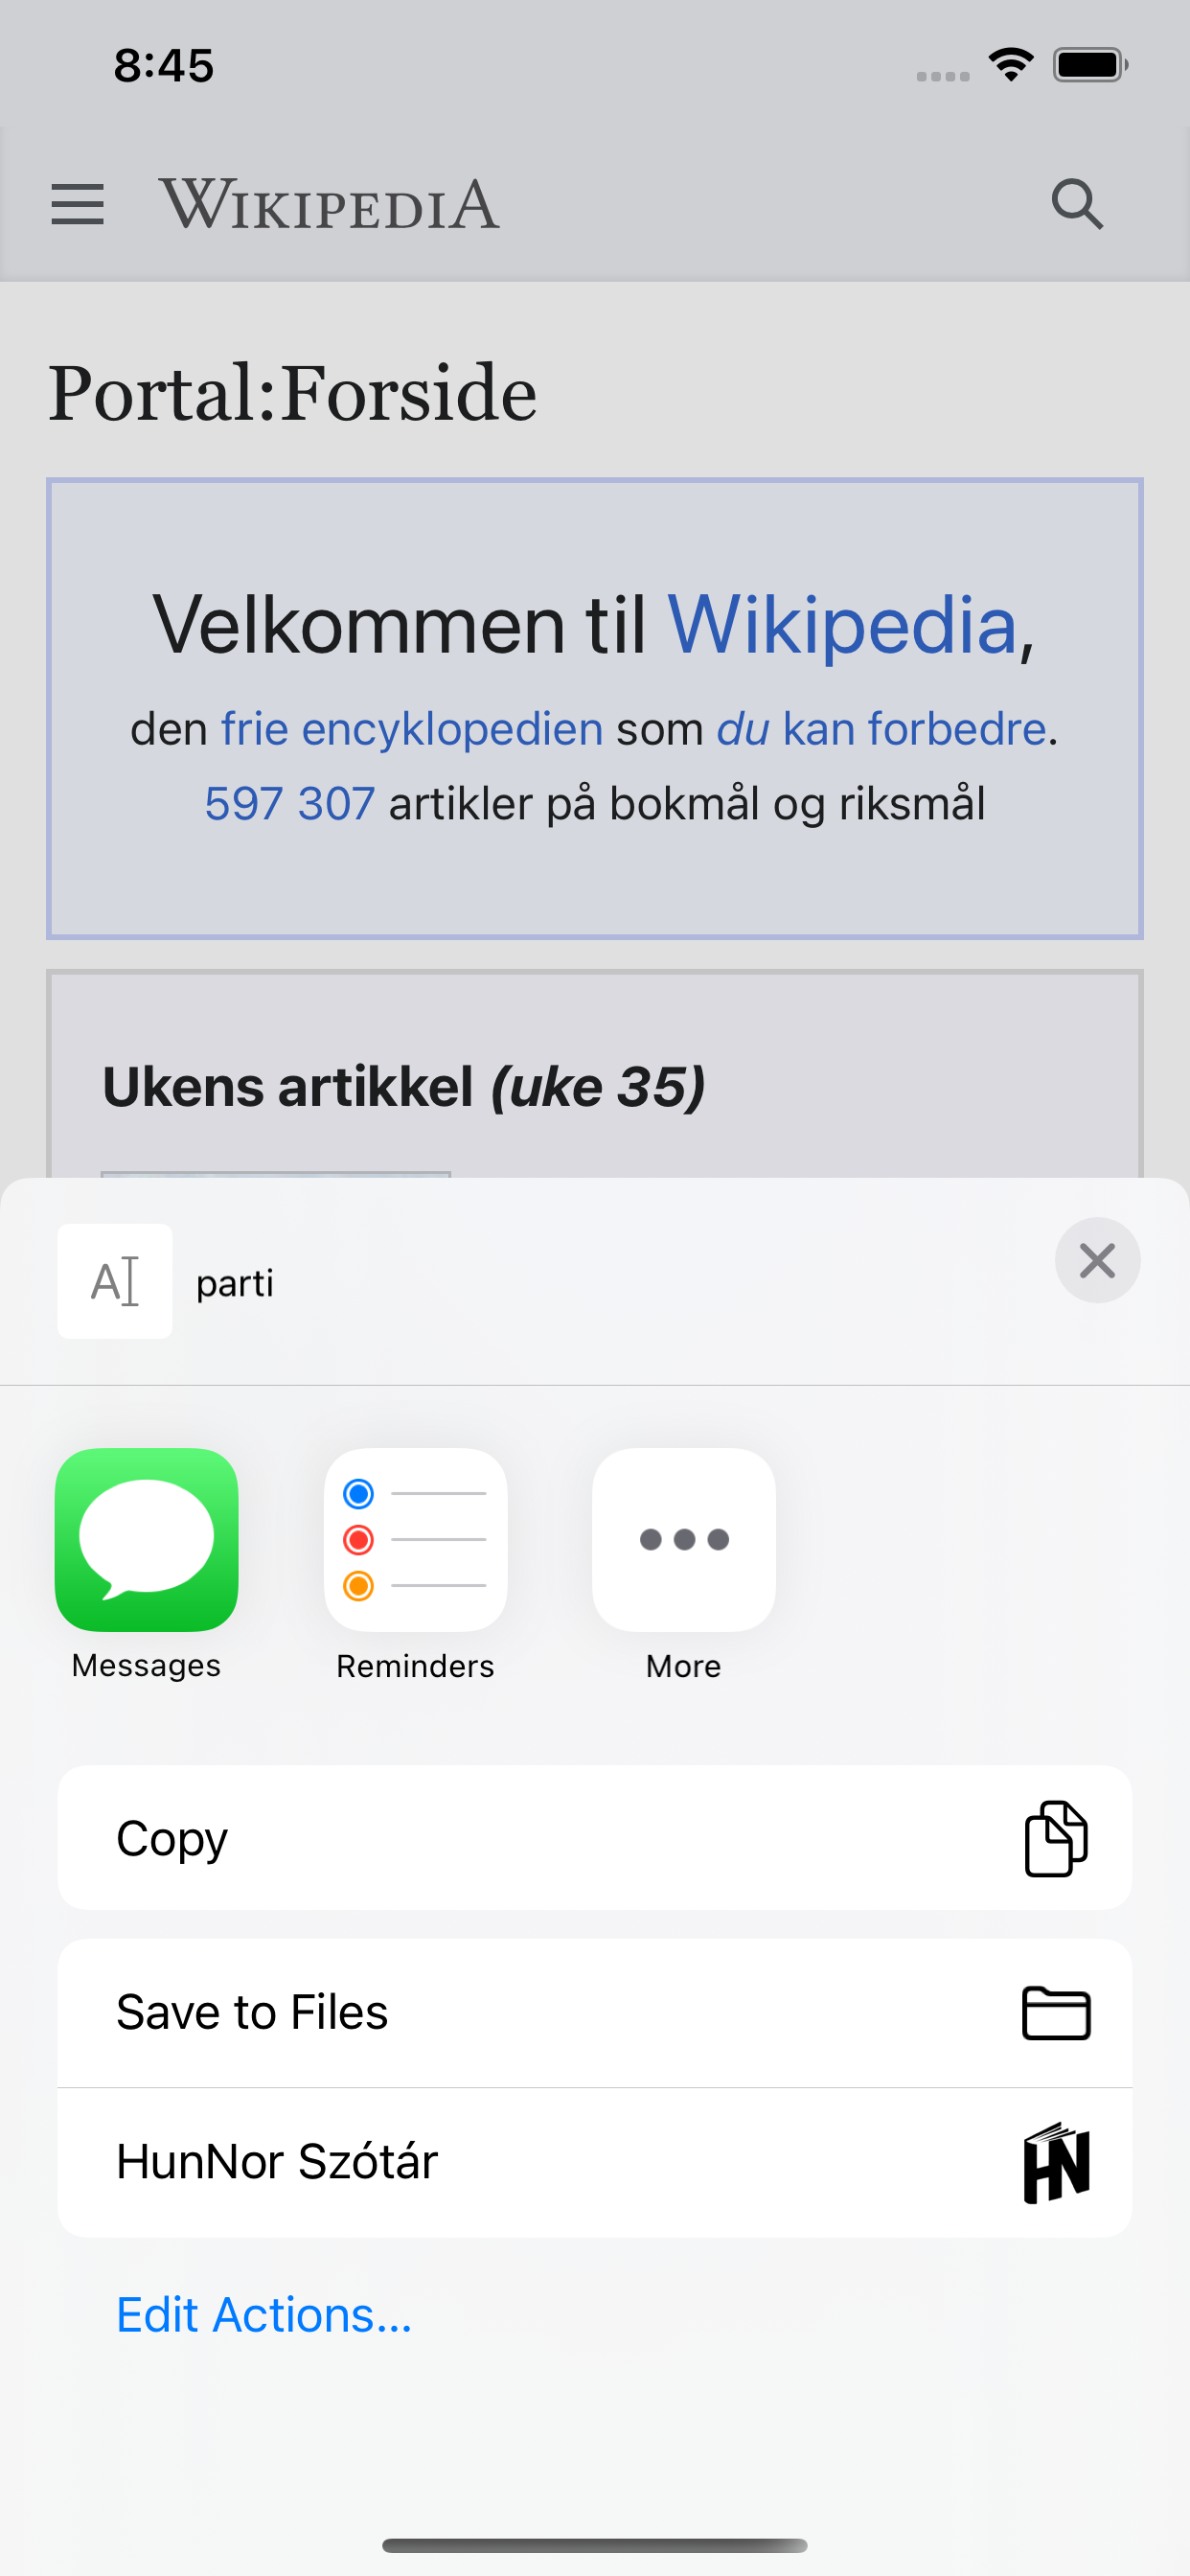 8:45
WIKIPEDIA
Portal:Forside
Velkommen til Wikipedia,
den frie encyklopedien som du kan forbedre.
597 307 artikler på bokmål og riksmål
Ukens artikkel (uke 35)
A
parti
Messages
Reminders
More
Copy
Save to Files
HunNor Szótár
HN
Edit Actions...